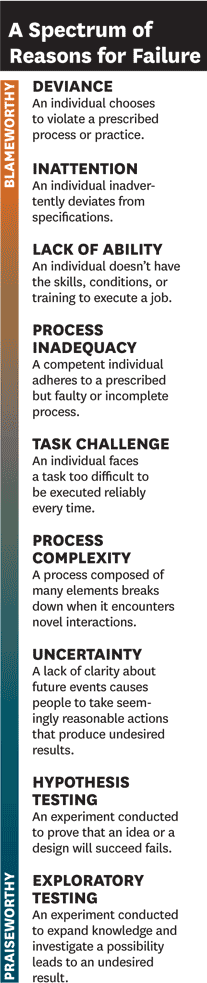 A Spectrum of
Reasons for Failure
BLAMEWORTHY
DEVIANCE
An individual chooses
to violate a prescribed
process or practice.
INATTENTION
An individual inadver-
tently deviates from
specifications.
LACK OF ABILITY
An individual doesn’t have
the skills, conditions, or
training to execute a job.
PROCESS
INADEQUACY
A competent individual
adheres to a prescribed
but faulty or incomplete
process.
TASK CHALLENGE
An individual faces
a task too difficult to
be executed reliably
every time.
PROCESS
COMPLEXITY
A process composed of
many elements breaks
down when it encounters
novel interactions.
UNCERTAINTY
A lack of clarity about
future events causes
people to take seem-
ingly reasonable actions
that produce undesired
results.
HYPOTHESIS
TESTING
An experiment conducted
to prove that an idea or a
design will succeed fails.
EXPLORATORY
TESTING
An experiment conducted
to expand knowledge and
investigate a possibility
leads to an undesired
result.
PRAISEWORTHY